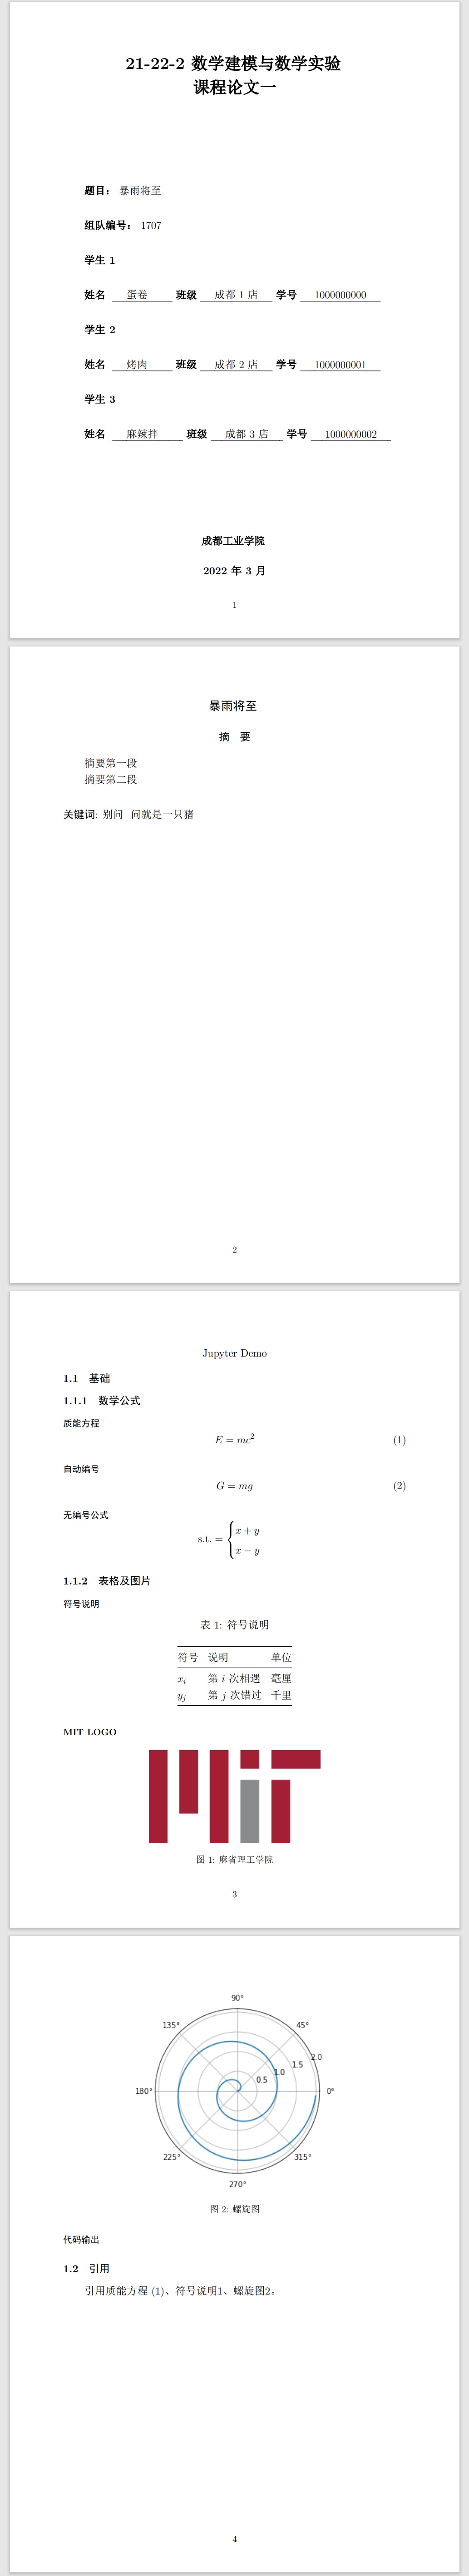 21-22-2 数学建模与数学实验
课程论文一
题目： 暴雨将至
组队编号： 1707
学生 1
姓名 蛋卷 班级 成都 1 店 学号 1000000000
学生 2
姓名 烤肉 班级 成都 2 店 学号 1000000001
学生 3
姓名 麻辣拌 班级 成都 3 店 学号 1000000002
成都工业学院
2022 年 3 月
1
暴雨将至
摘 要
摘要第一段
摘要第二段
关键词: 别问 问就是一只猪
2
Jupyter Demo
1.1 基础
1.1.1 数学公式
质能方程
E = mc² (1)
自动编号
G = mg (2)
无编号公式
s.t. = { x + y
x − y
1.1.2 表格及图片
符号说明
表 1: 符号说明
符号 说明 单位
xᵢ 第 i 次相遇 毫厘
yⱼ 第 j 次错过 千里
MIT LOGO
MIT
图 1: 麻省理工学院
3
90°
135° 45°
2.0
1.5
1.0
0.5
180° 0°
225° 315°
270°
图 2: 螺旋图
代码输出
1.2 引用
引用质能方程 (1)、符号说明1、螺旋图2。
4